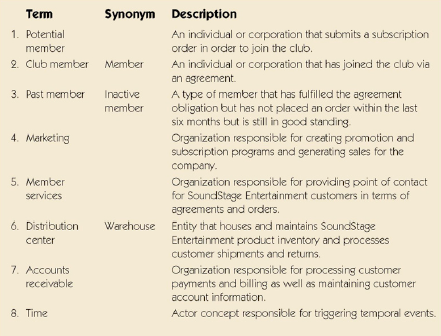 Term Synonym Description
1. Potential An individual or corporation that submits a subscription
member order in order to join the club.
2. Club member Member An individual or corporation that has joined the club via
an agreement.
3. Past member Inactive A type of member that has fulfilled the agreement
member obligation but has not placed an order within the last
six months but is still in good standing.
4. Marketing Organization responsible for creating promotion and
subscription programs and generating sales for the
company.
5. Member Organization responsible for providing point of contact
services for SoundStage Entertainment customers in terms of
agreements and orders.
6. Distribution Warehouse Entity that houses and maintains SoundStage
center Entertainment product inventory and processes
customer shipments and returns.
7. Accounts Organization responsible for processing customer
receivable payments and billing as well as maintaining customer
account information.
8. Time Actor concept responsible for triggering temporal events.